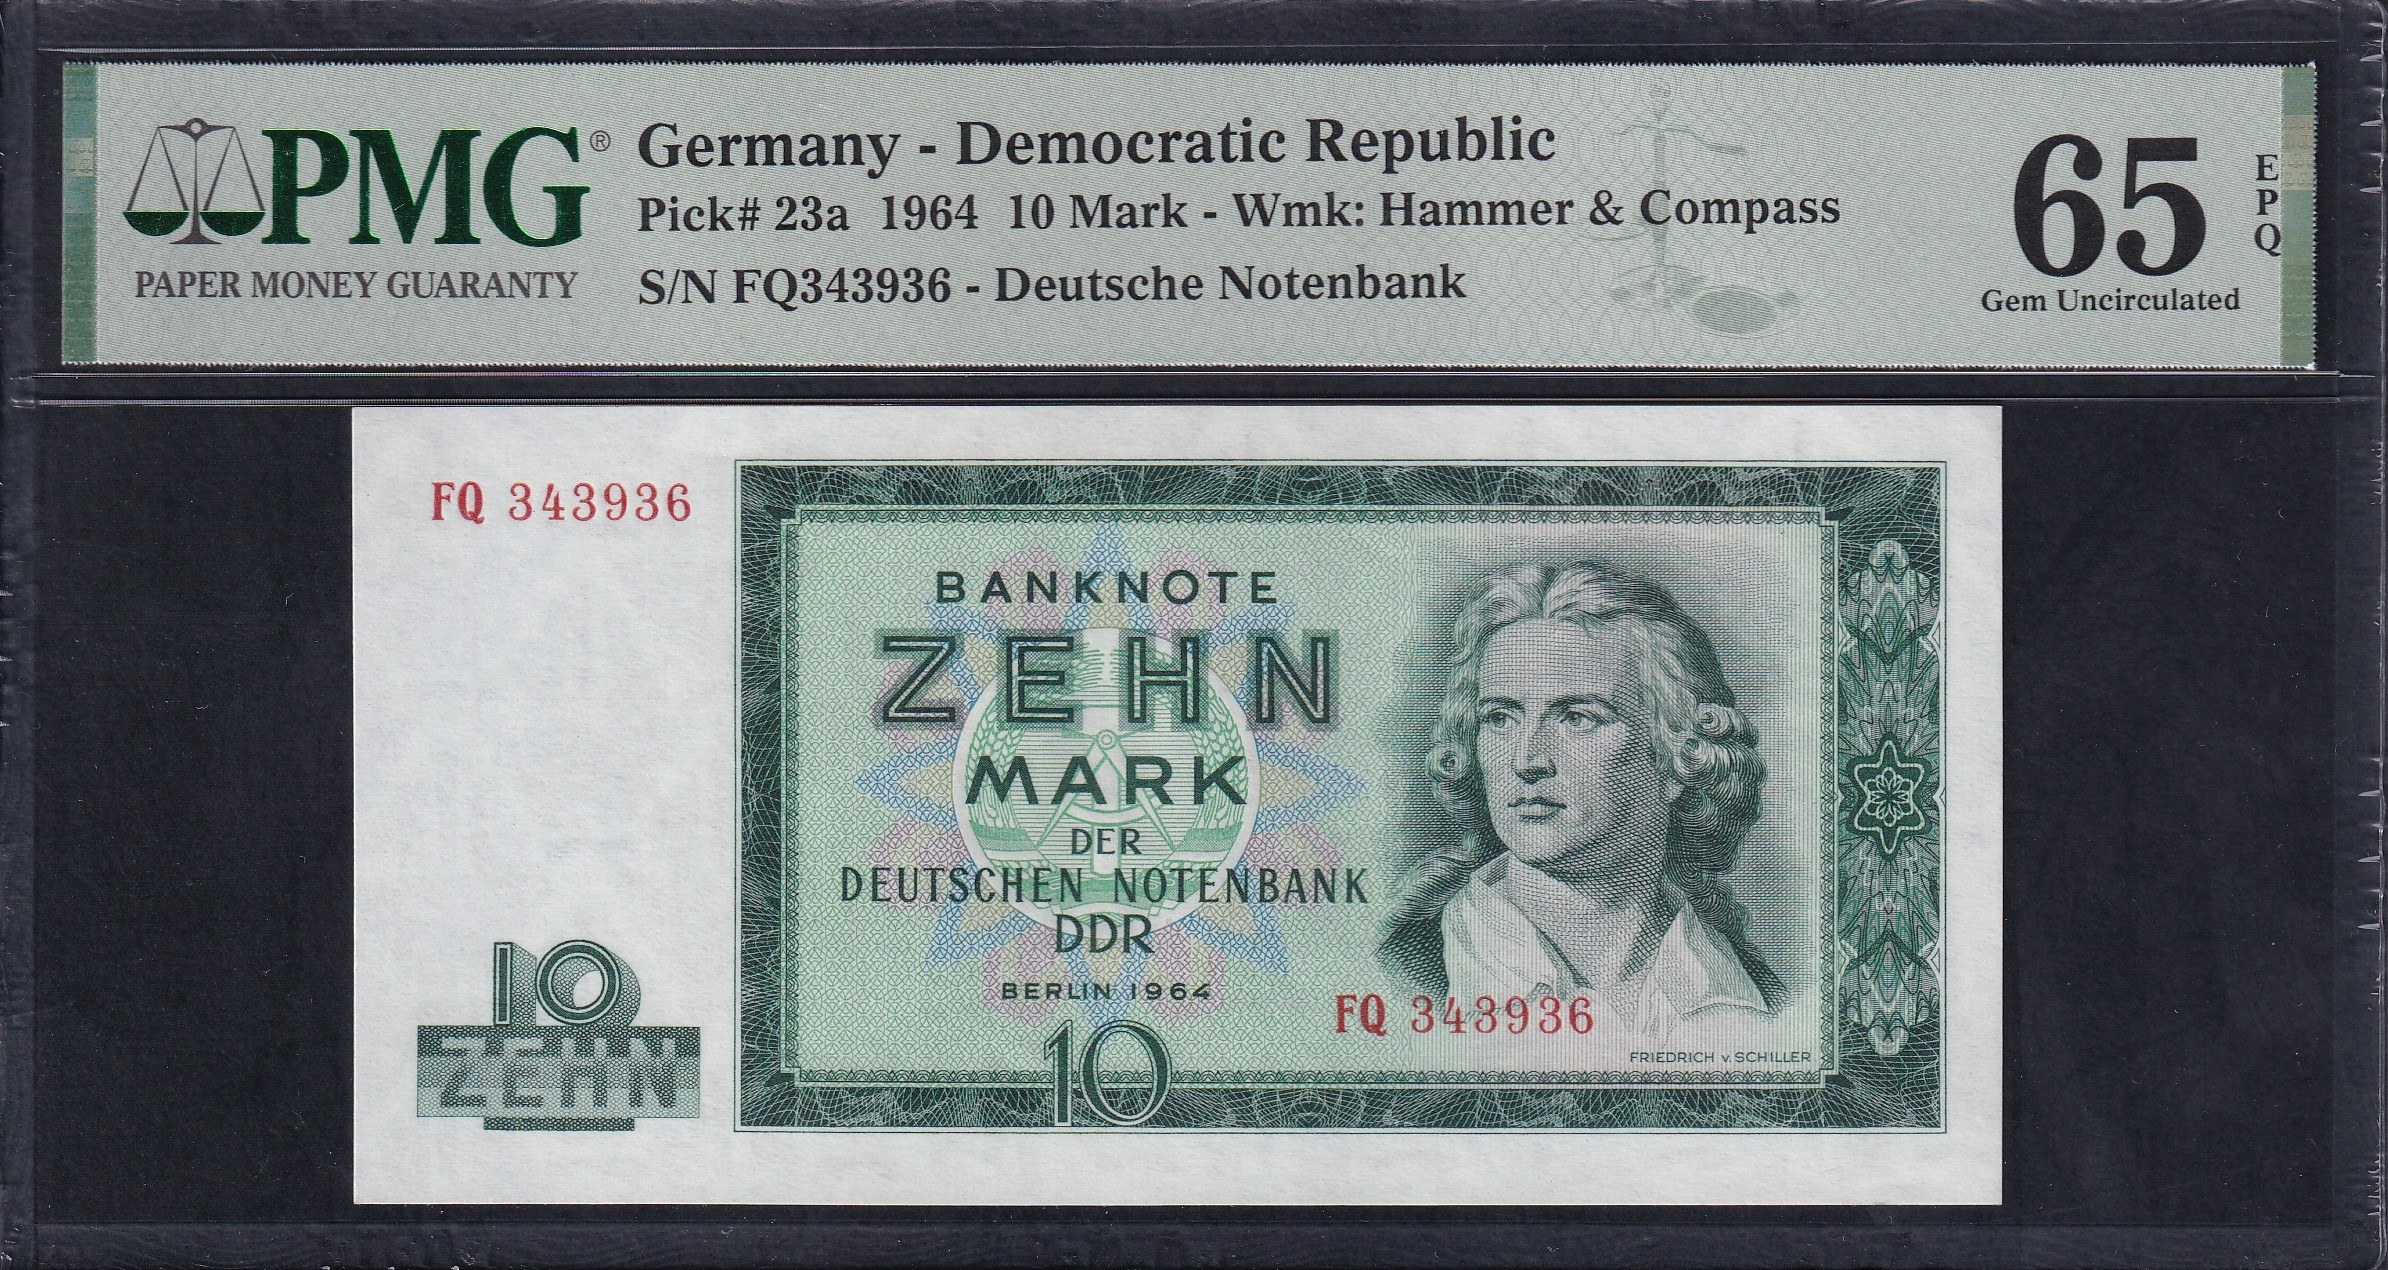 PMG®
PAPER MONEY GUARANTY
Germany - Democratic Republic
Pick# 23a 1964 10 Mark - Wmk: Hammer & Compass
S/N FQ343936 - Deutsche Notenbank
65
EPQ
Gem Uncirculated
FQ 343936
BANKNOTE
ZEHN
MARK
DER
DEUTSCHEN NOTENBANK
DDR
BERLIN 1964
10
FQ 343936
FRIEDRICH v. SCHILLER
10
ZEHN